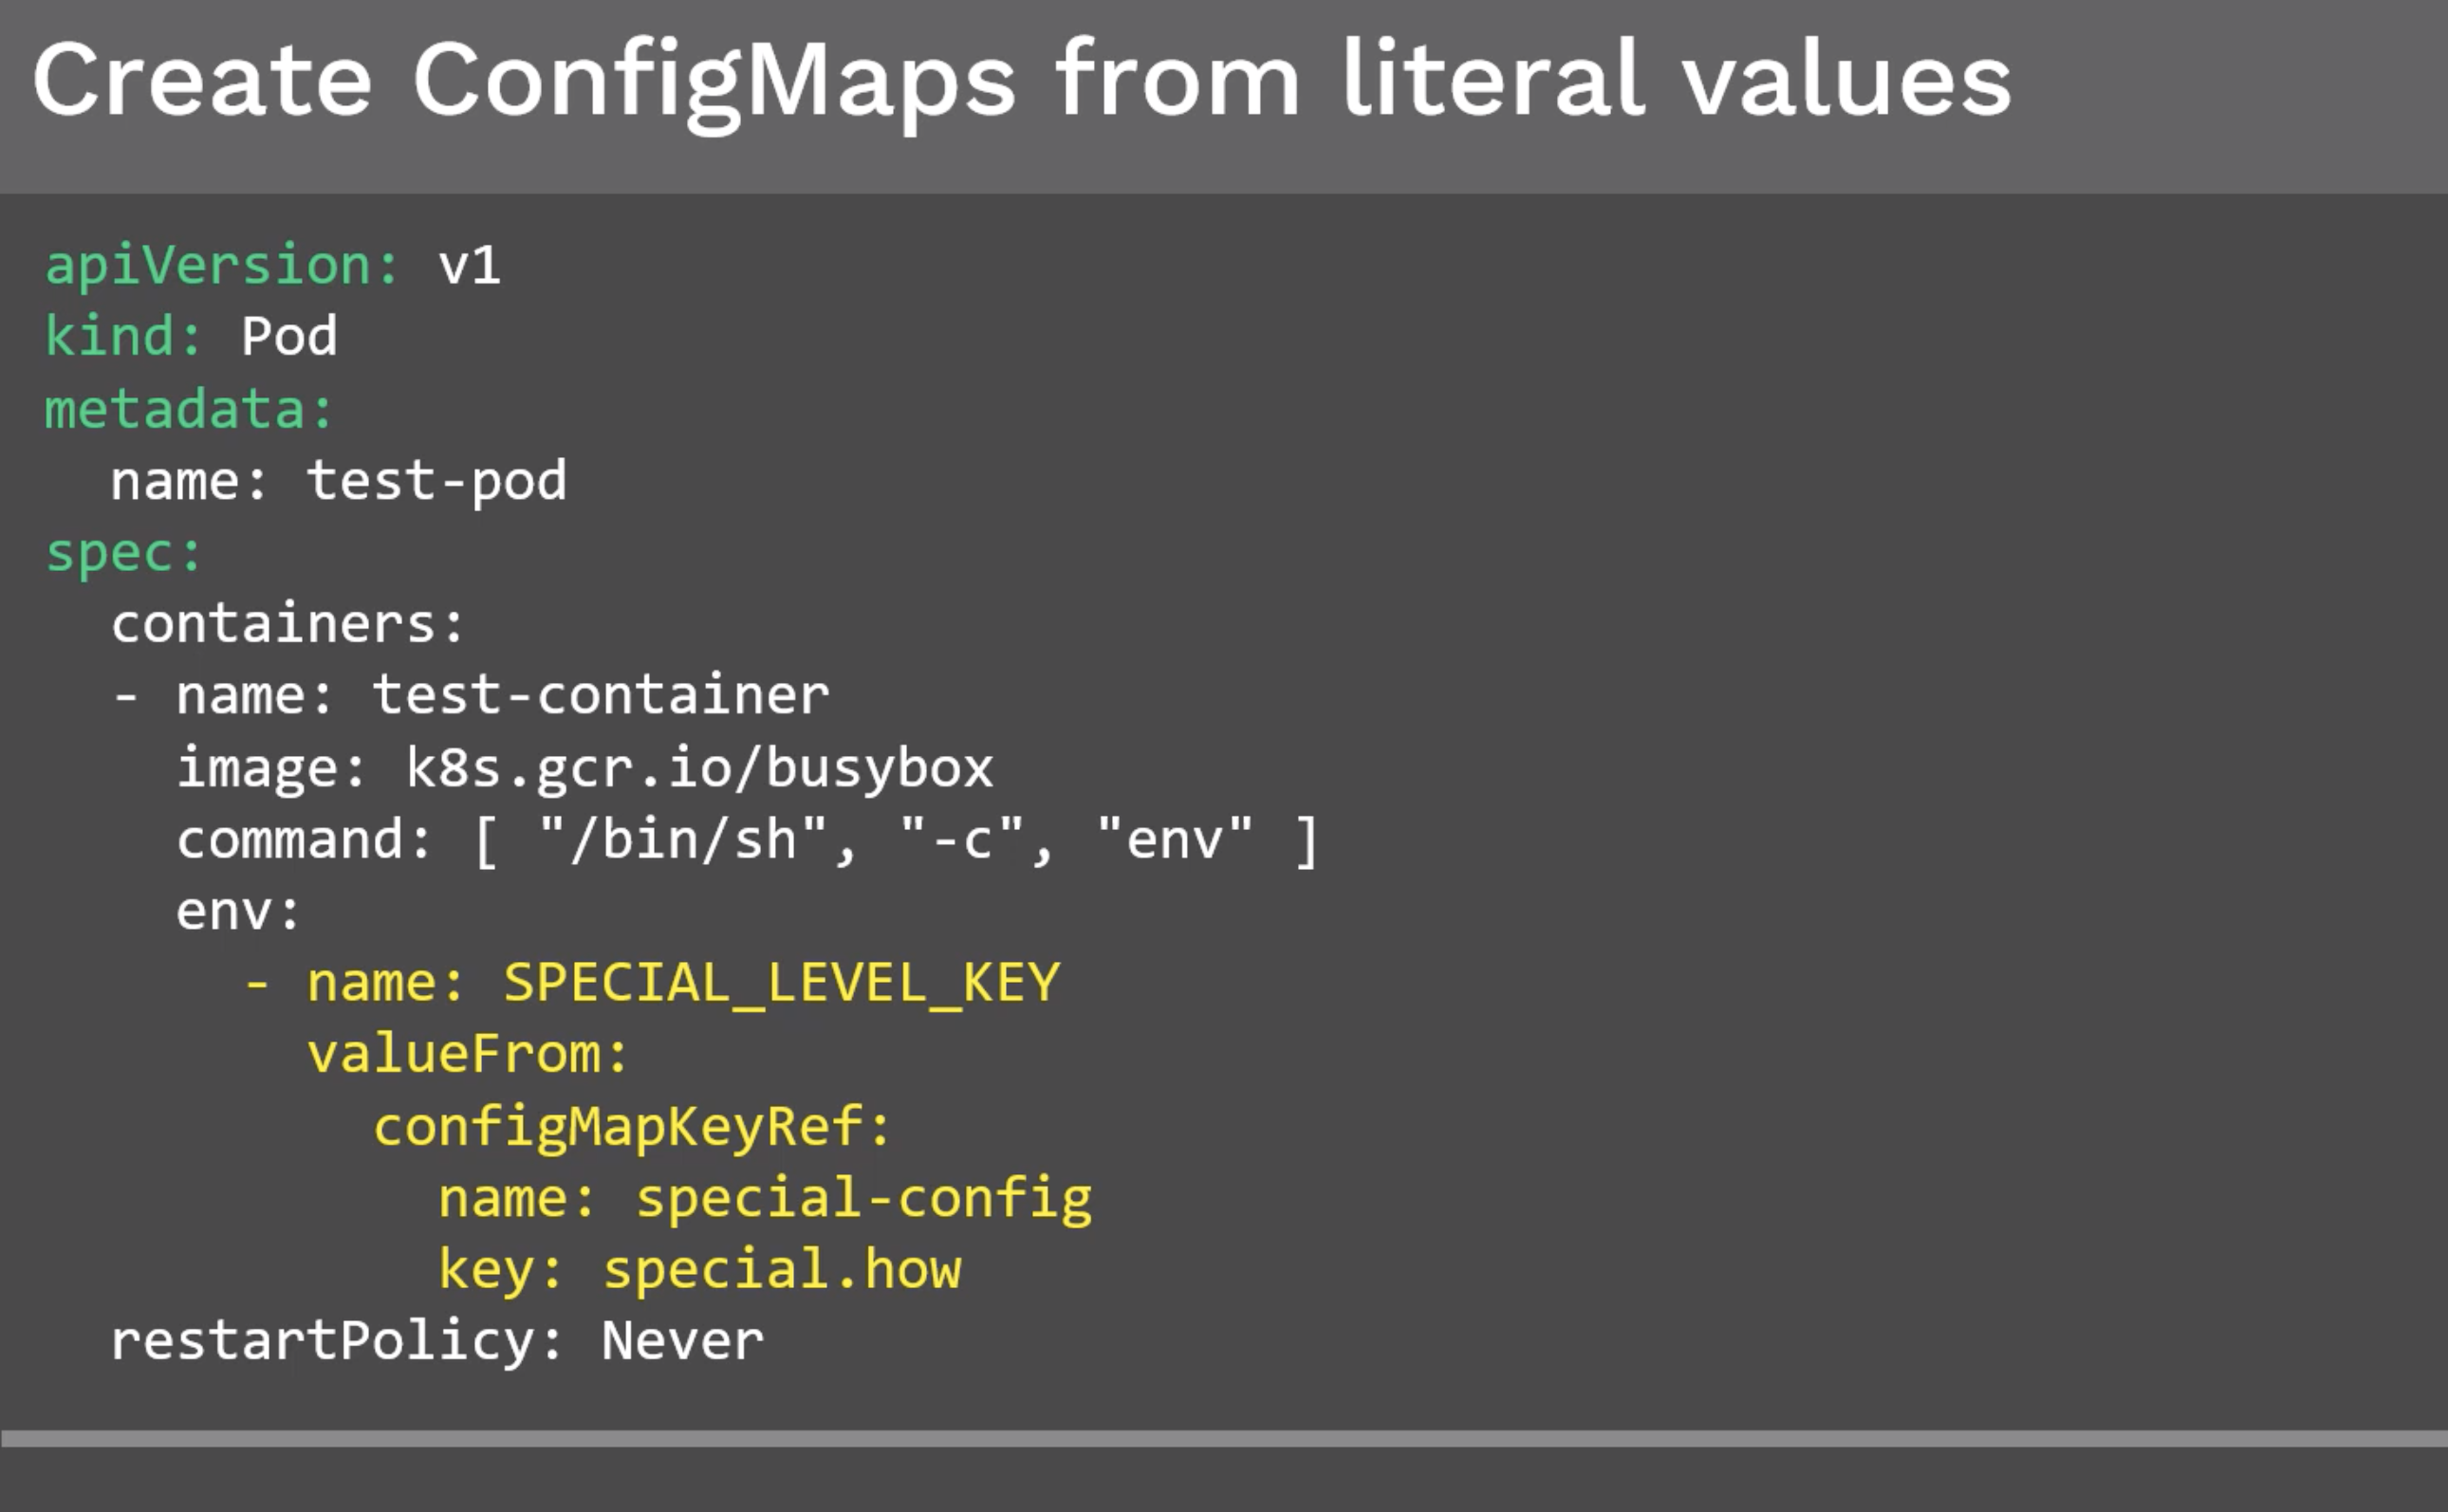 Create ConfigMaps from literal values
apiVersion: v1
kind: Pod
metadata:
  name: test-pod
spec:
  containers:
  - name: test-container
    image: k8s.gcr.io/busybox
    command: [ "/bin/sh", "-c", "env" ]
    env:
      - name: SPECIAL_LEVEL_KEY
        valueFrom:
          configMapKeyRef:
            name: special-config
            key: special.how
  restartPolicy: Never